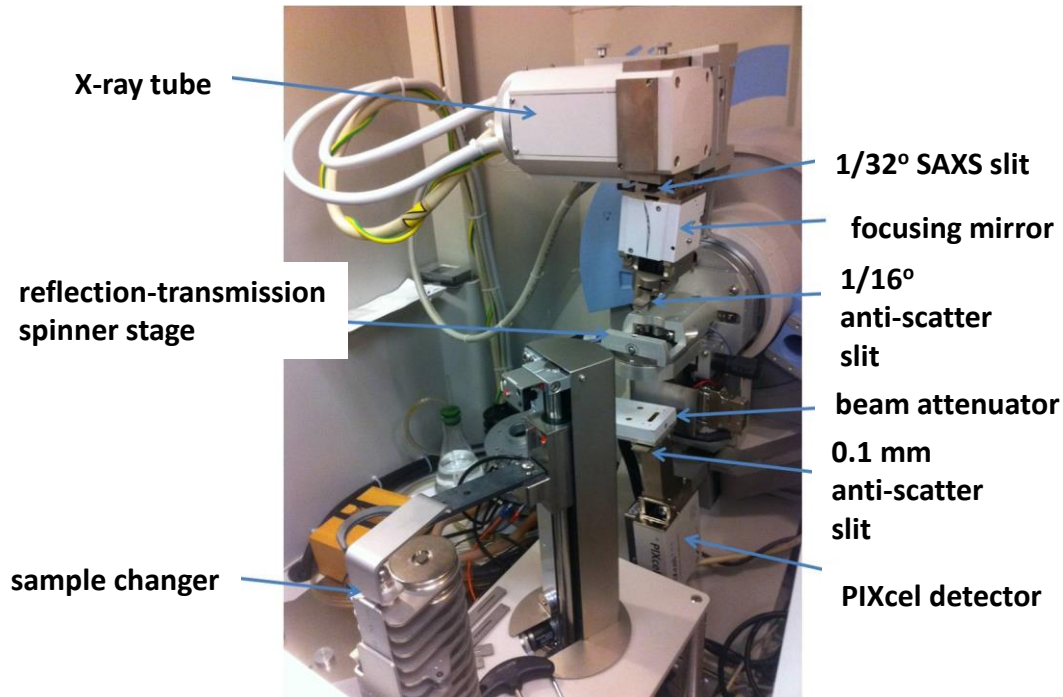 X-ray tube
1/32° SAXS slit
focusing mirror
reflection-transmission
spinner stage
1/16°
anti-scatter
slit
beam attenuator
0.1 mm
anti-scatter
slit
sample changer
PIXcel detector
PIXcel